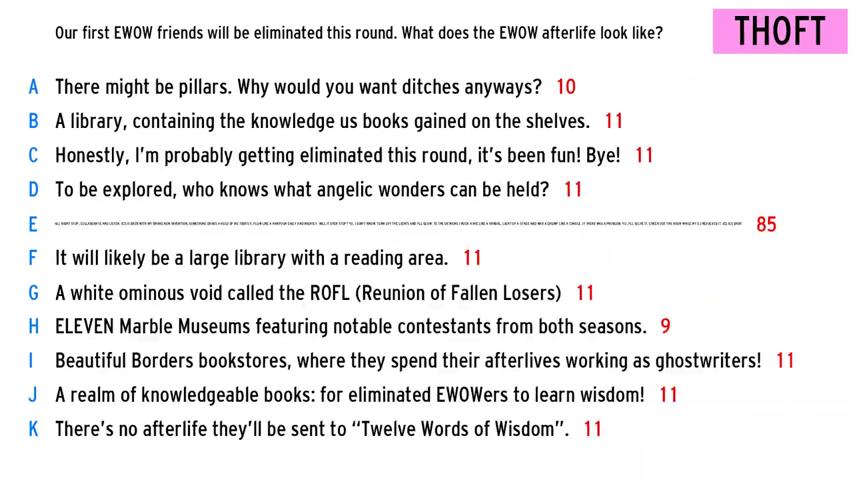 Our first EWOW friends will be eliminated this round. What does the EWOW afterlife look like?
THOFT
A There might be pillars. Why would you want ditches anyways? 10
B A library, containing the knowledge us books gained on the shelves. 11
C Honestly, I'm probably getting eliminated this round, it's been fun! Bye! 11
D To be explored, who knows what angelic wonders can be held? 11
E 85
F It will likely be a large library with a reading area. 11
G A white ominous void called the ROFL (Reunion of Fallen Losers) 11
H ELEVEN Marble Museums featuring notable contestants from both seasons. 9
I Beautiful Borders bookstores, where they spend their afterlives working as ghostwriters! 11
J A realm of knowledgeable books: for eliminated EWOWers to learn wisdom! 11
K There's no afterlife they'll be sent to “Twelve Words of Wisdom”. 11